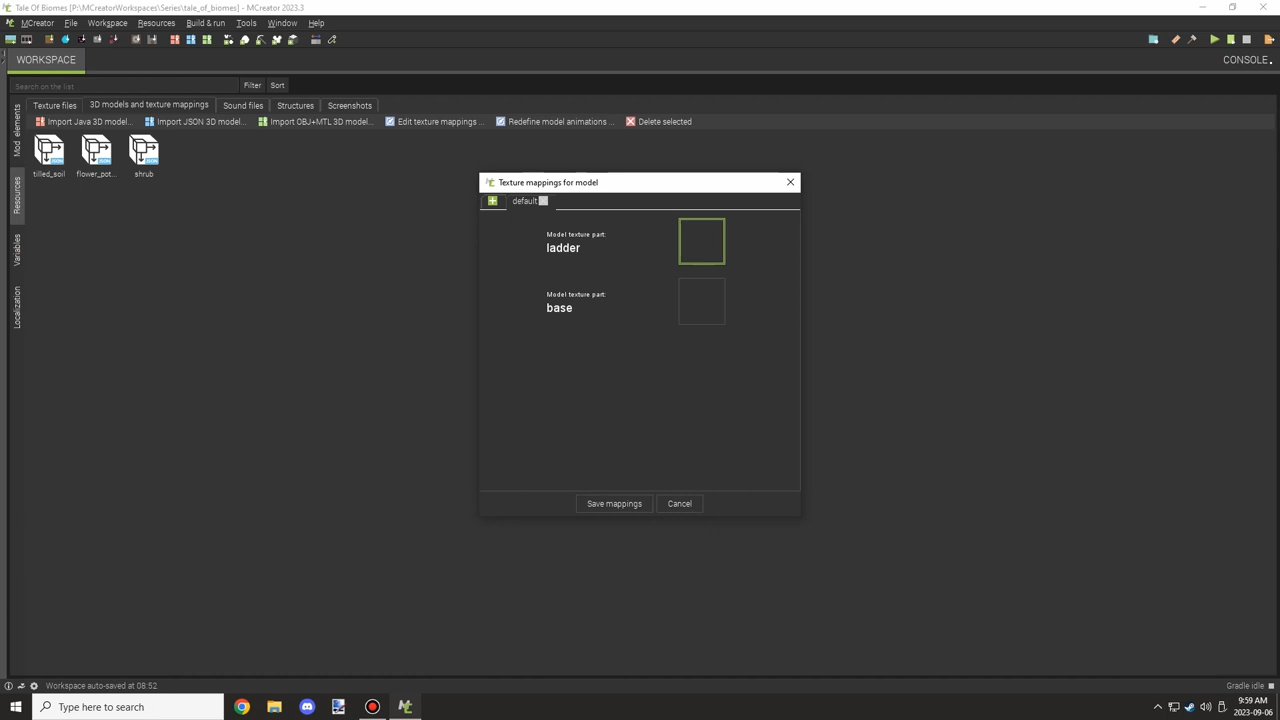 Tale Of Biomes [P:\MCreatorWorkspaces\Series\tale_of_biomes] - MCreator 2023.3
MCreator File Workspace Resources Build & run Tools Window Help
WORKSPACE
CONSOLE
Search on the list
Filter
Sort
Texture files
3D models and texture mappings
Sound files
Structures
Screenshots
Import Java 3D model...
Import JSON 3D model...
Import OBJ+MTL 3D model...
Edit texture mappings ...
Redefine model animations ...
Delete selected
Mod elements
Resources
Variables
Localization
tilled_soil
flower_pot...
shrub
Texture mappings for model
default
Model texture part:
ladder
Model texture part:
base
Save mappings
Cancel
Workspace auto-saved at 08:52
Gradle idle
Type here to search
9:59 AM
2023-09-06